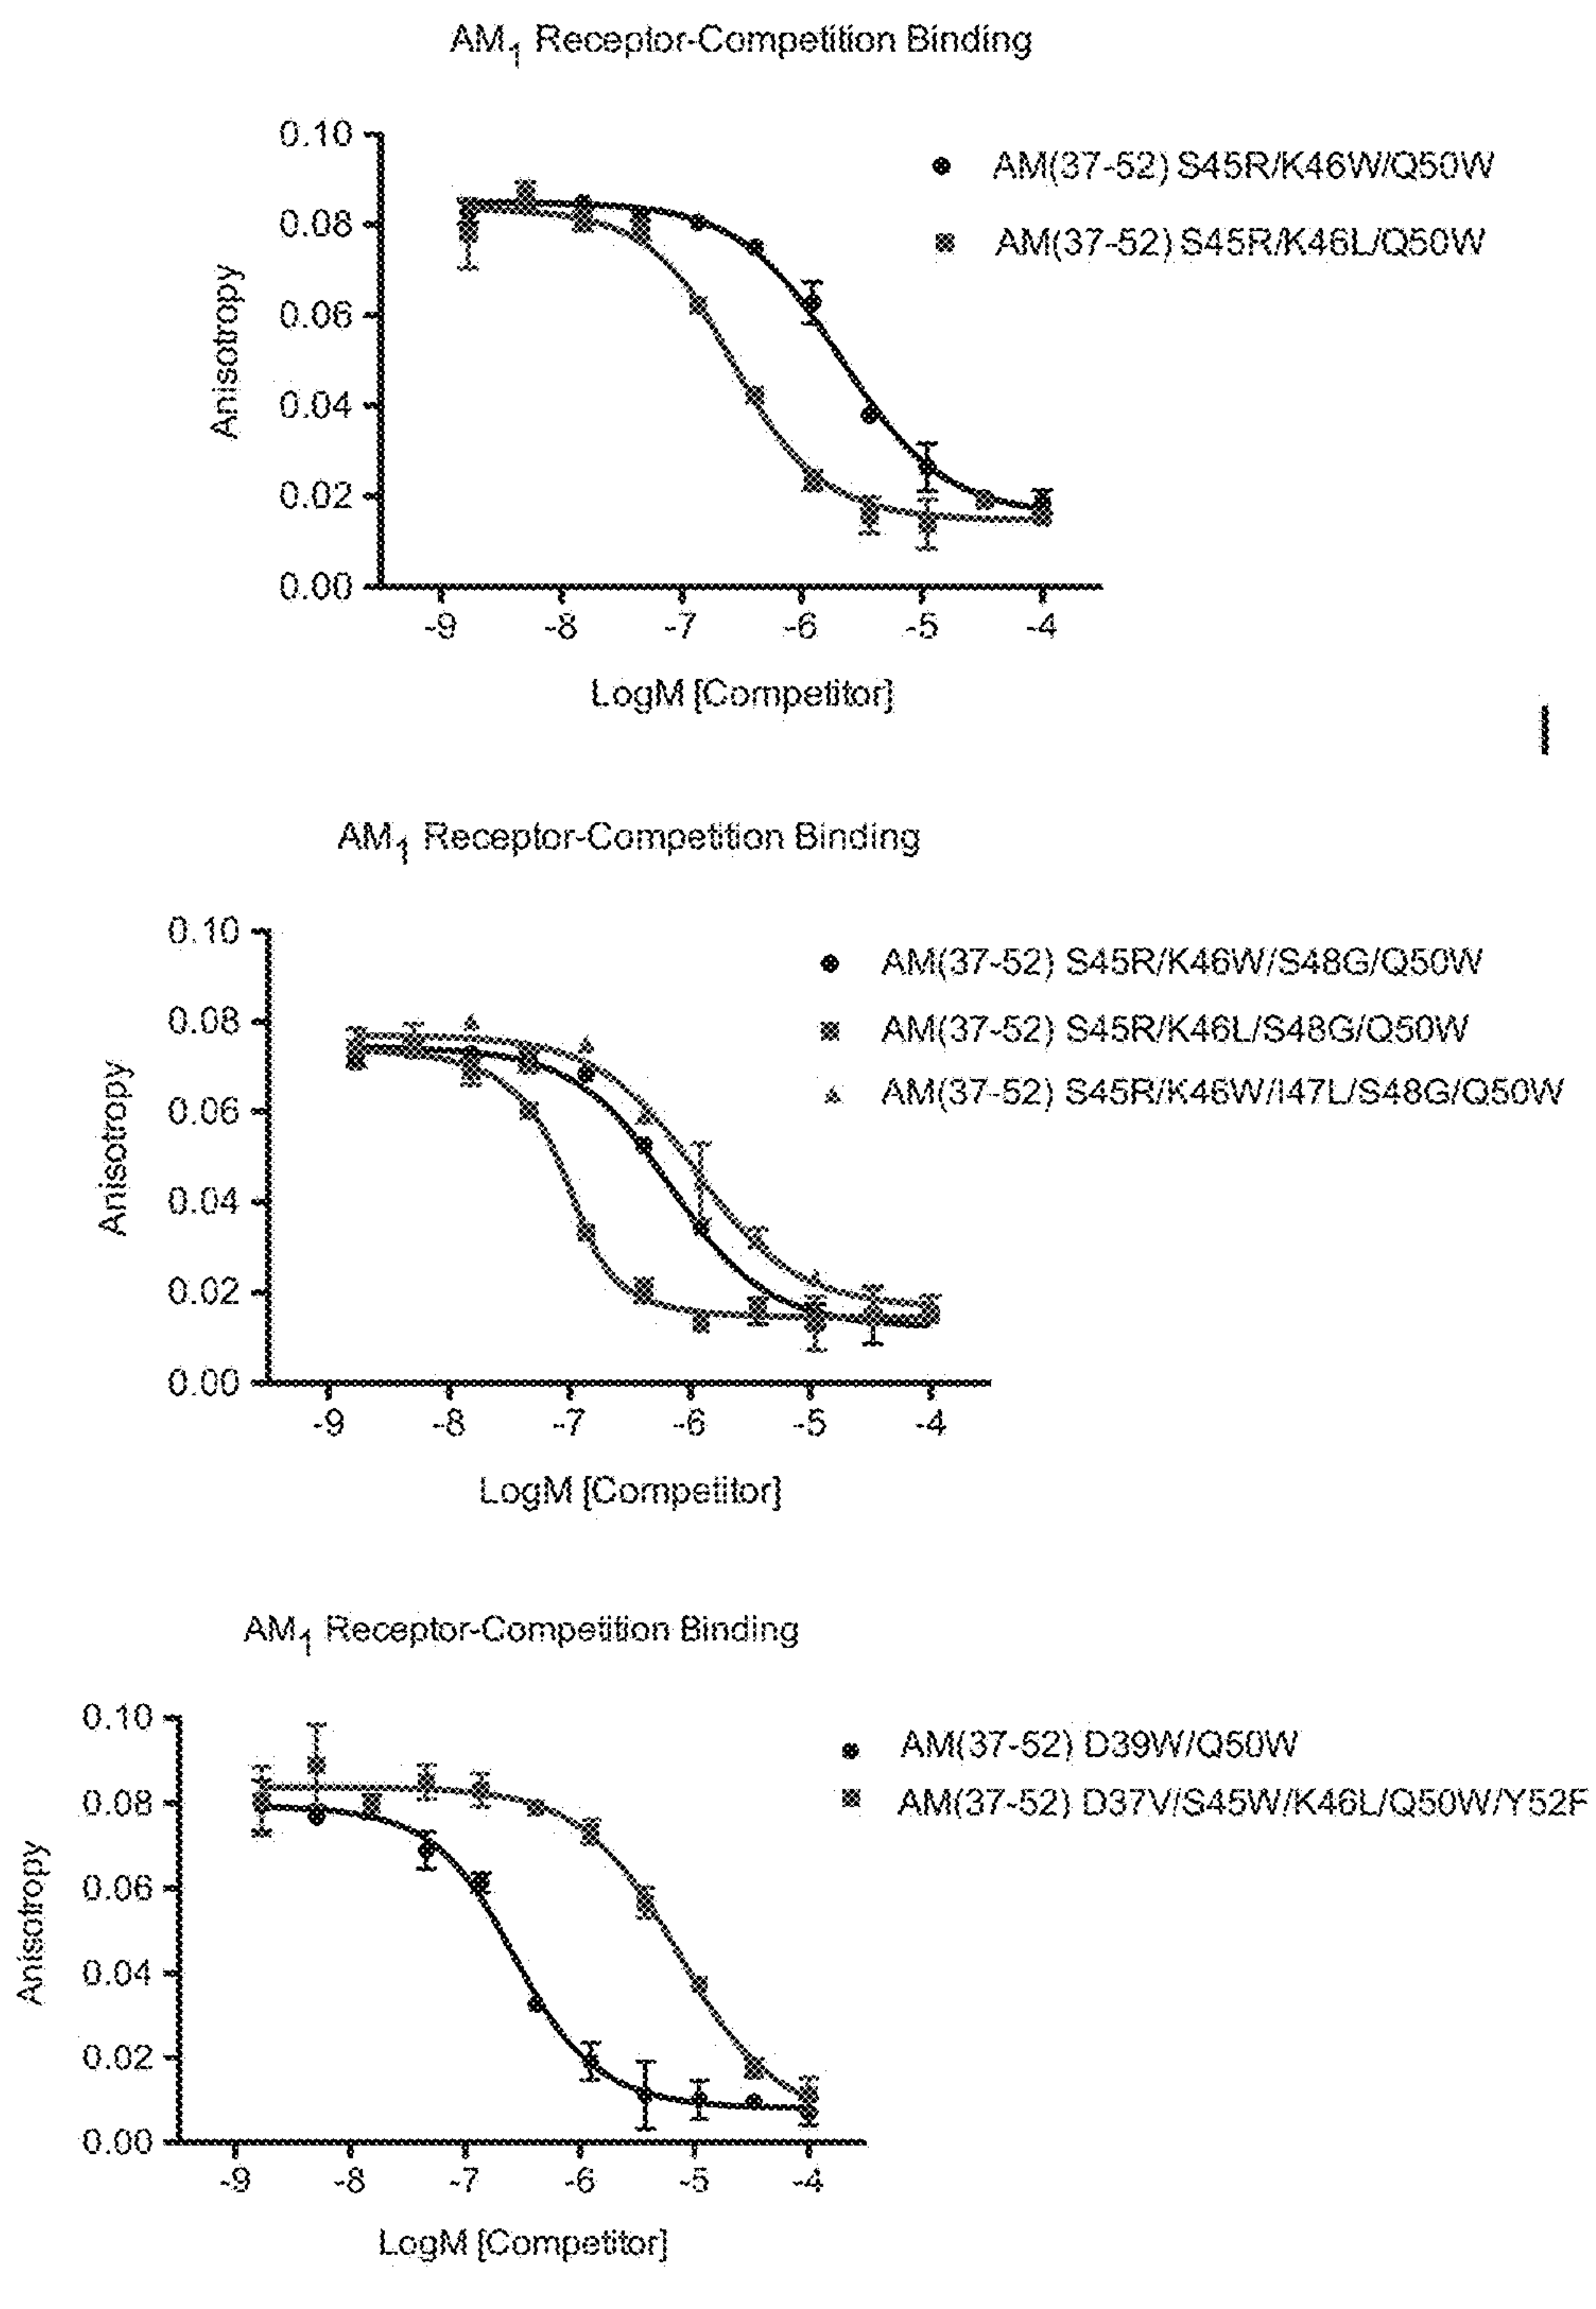 AM1 Receptor-Competition Binding
0.10
0.08
0.06
0.04
0.02
0.00
Anisotropy
AM(37-52) S45R/K46W/Q50W
AM(37-52) S45R/K46L/Q50W
-9 -8 -7 -6 -5 -4
LogM [Competitor]
AM1 Receptor-Competition Binding
0.10
0.08
0.06
0.04
0.02
0.00
Anisotropy
AM(37-52) S45R/K46W/S48G/Q50W
AM(37-52) S45R/K46L/S48G/Q50W
AM(37-52) S45R/K46W/I47L/S48G/Q50W
-9 -8 -7 -6 -5 -4
LogM [Competitor]
AM1 Receptor-Competition Binding
0.10
0.08
0.06
0.04
0.02
0.00
Anisotropy
AM(37-52) D39W/Q50W
AM(37-52) D37V/S45W/K46L/Q50W/Y52F
-9 -8 -7 -6 -5 -4
LogM [Competitor]